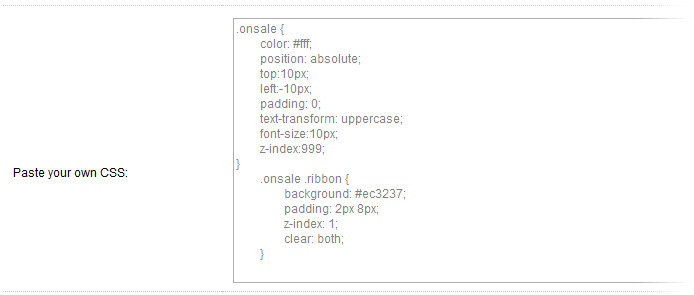 .onsale {
color: #fff;
position: absolute;
top:10px;
left:-10px;
padding: 0;
text-transform: uppercase;
font-size:10px;
z-index:999;
}
Paste your own CSS:
.onsale .ribbon {
background: #ec3237;
padding: 2px 8px;
z-index: 1;
clear: both;
}